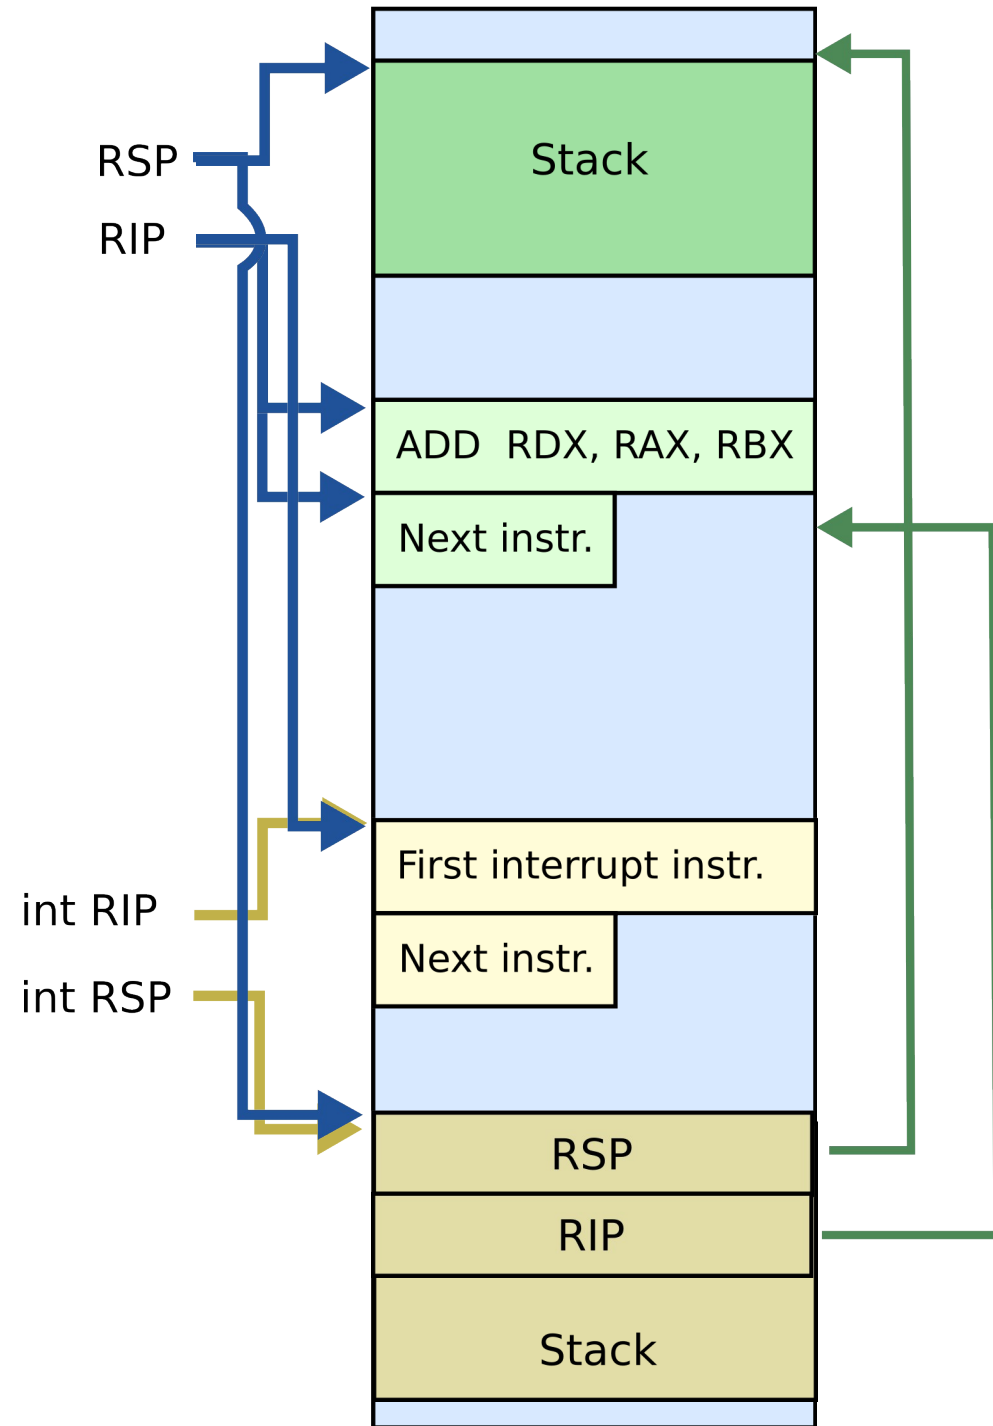 RSP
Stack
RIP
ADD  RDX, RAX, RBX
Next instr.
First interrupt instr.
int RIP
Next instr.
int RSP
RSP
RIP
Stack